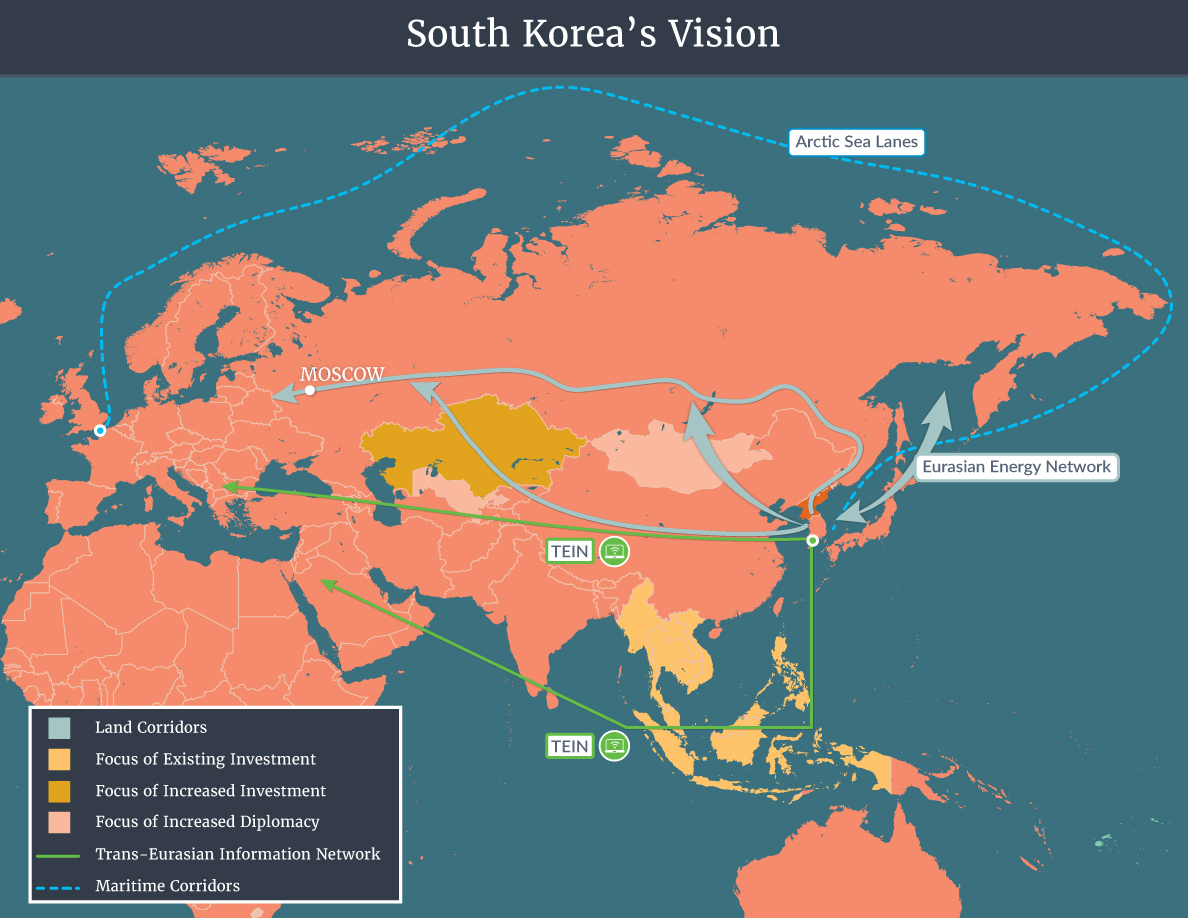 South Korea’s Vision
Arctic Sea Lanes
MOSCOW
Eurasian Energy Network
TEIN
TEIN
Land Corridors
Focus of Existing Investment
Focus of Increased Investment
Focus of Increased Diplomacy
Trans-Eurasian Information Network
Maritime Corridors